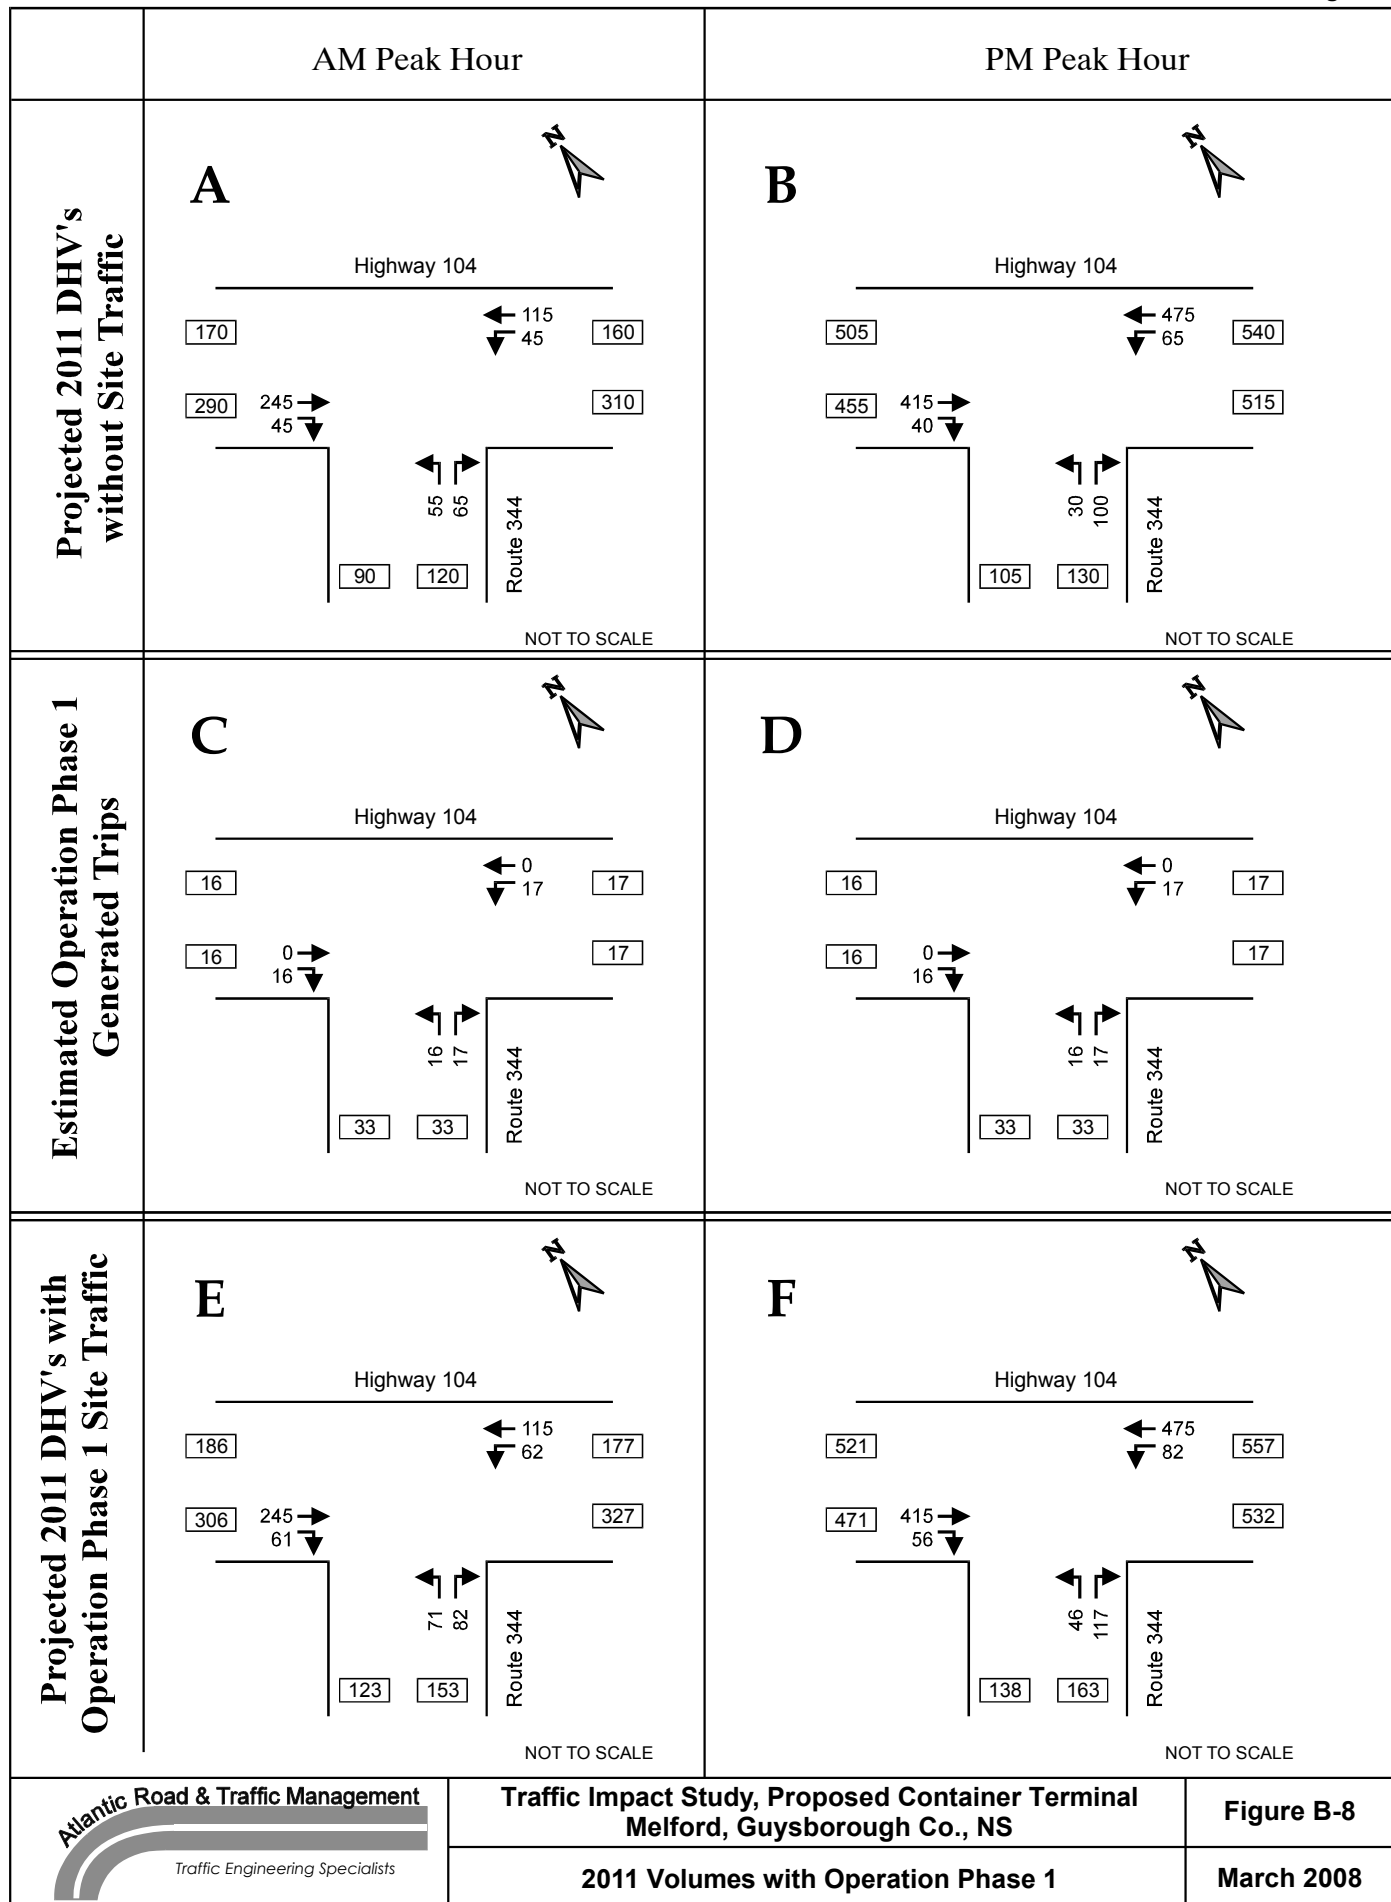 AM Peak Hour
PM Peak Hour
Projected 2011 DHV's
without Site Traffic
N
A
Highway 104
170
115
45
160
290
245
45
310
55
65
Route 344
90
120
NOT TO SCALE
N
B
Highway 104
505
475
65
540
455
415
40
515
30
100
Route 344
105
130
NOT TO SCALE
Estimated Operation Phase 1
Generated Trips
N
C
Highway 104
16
0
17
17
16
0
16
17
16
17
Route 344
33
33
NOT TO SCALE
N
D
Highway 104
16
0
17
17
16
0
16
17
16
17
Route 344
33
33
NOT TO SCALE
Projected 2011 DHV's with
Operation Phase 1 Site Traffic
N
E
Highway 104
186
115
62
177
306
245
61
327
71
82
Route 344
123
153
NOT TO SCALE
N
F
Highway 104
521
475
82
557
471
415
56
532
46
117
Route 344
138
163
NOT TO SCALE
Atlantic Road & Traffic Management
Traffic Engineering Specialists
Traffic Impact Study, Proposed Container Terminal
Melford, Guysborough Co., NS
Figure B-8
2011 Volumes with Operation Phase 1
March 2008